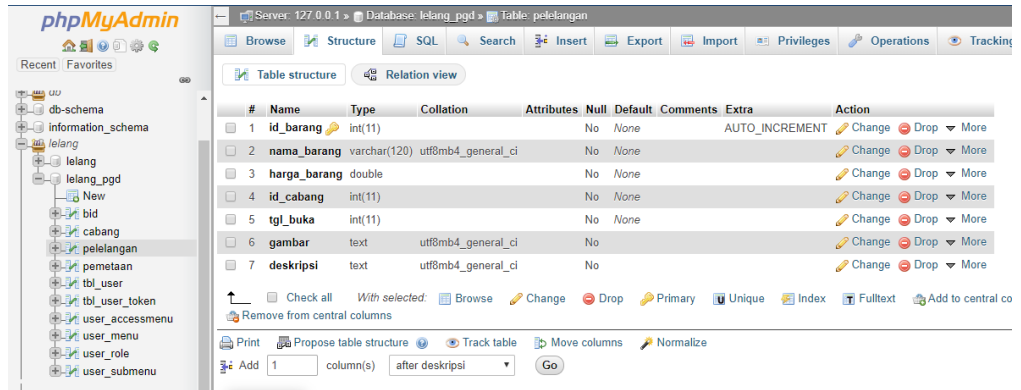 phpMyAdmin
Recent Favorites
db
db-schema
information_schema
lelang
lelang
lelang_pgd
New
bid
cabang
pelelangan
pemetaan
tbl_user
tbl_user_token
user_accessmenu
user_menu
user_role
user_submenu
Server: 127.0.0.1 » Database: lelang_pgd » Table: pelelangan
Browse Structure SQL Search Insert Export Import Privileges Operations Tracking
Table structure Relation view
# Name Type Collation Attributes Null Default Comments Extra Action
1 id_barang int(11) No None AUTO_INCREMENT Change Drop More
2 nama_barang varchar(120) utf8mb4_general_ci No None Change Drop More
3 harga_barang double No None Change Drop More
4 id_cabang int(11) No None Change Drop More
5 tgl_buka int(11) No None Change Drop More
6 gambar text utf8mb4_general_ci No Change Drop More
7 deskripsi text utf8mb4_general_ci No Change Drop More
Check all With selected: Browse Change Drop Primary Unique Index Fulltext Add to central co
Remove from central columns
Print Propose table structure Track table Move columns Normalize
Add 1 column(s) after deskripsi Go